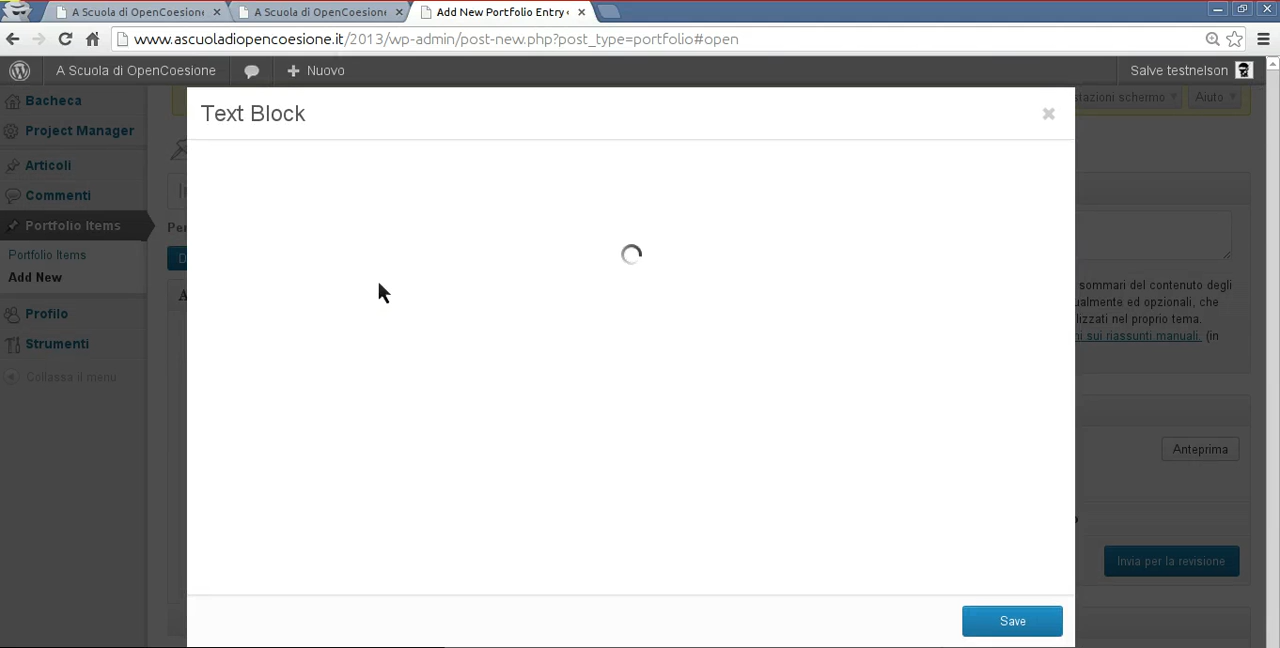 A Scuola di OpenCoesione
A Scuola di OpenCoesione
Add New Portfolio Entry
www.ascuoladiopencoesione.it/2013/wp-admin/post-new.php?post_type=portfolio#open
A Scuola di OpenCoesione
Nuovo
Salve testnelson
Bacheca
Project Manager
Articoli
Commenti
Portfolio Items
Portfolio Items
Add New
Profilo
Strumenti
Collassa il menu
Text Block
stazioni schermo
Aiuto
sommari del contenuto degli
ualmente ed opzionali, che
lizzati nel proprio tema.
ni sui riassunti manuali. (in
Anteprima
Invia per la revisione
Save